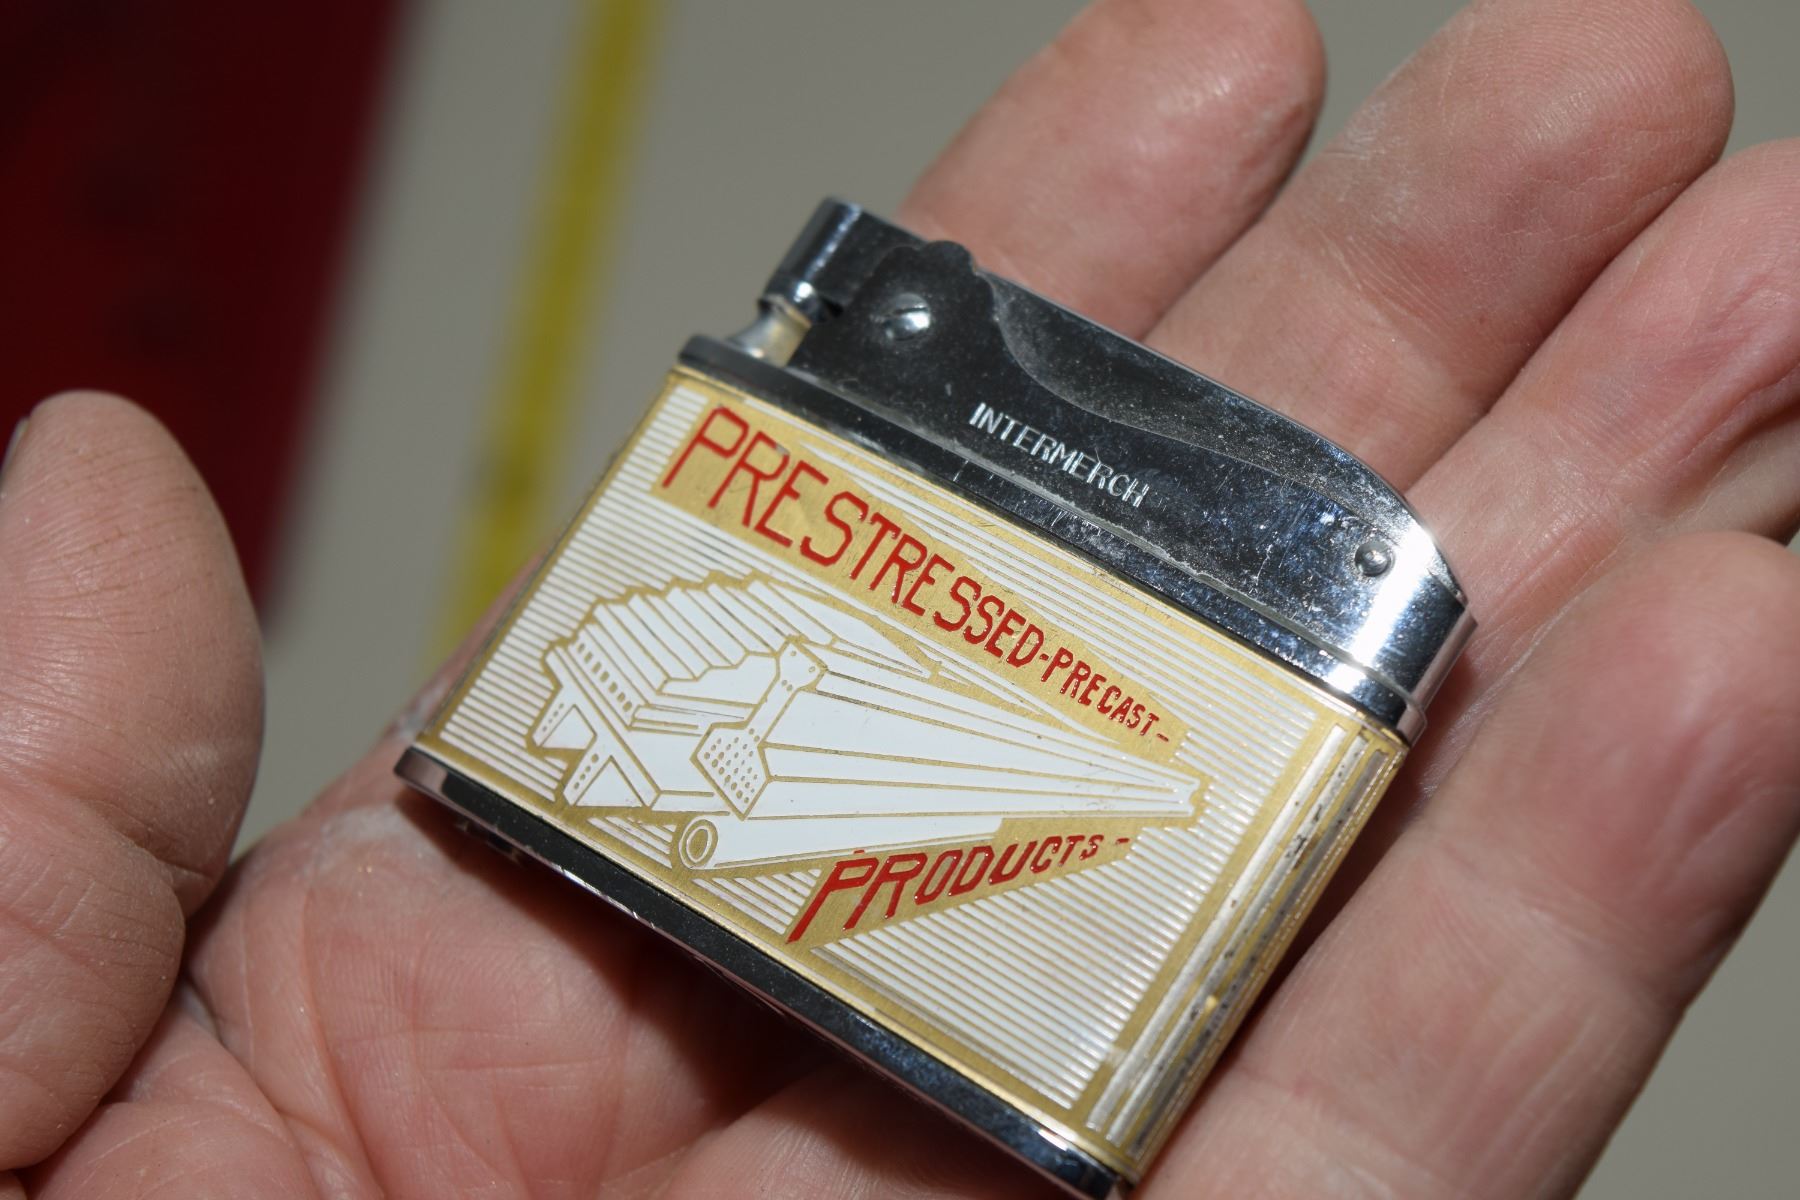 INTERMERCH
PRESTRESSED-PRECAST-
PRODUCTS-